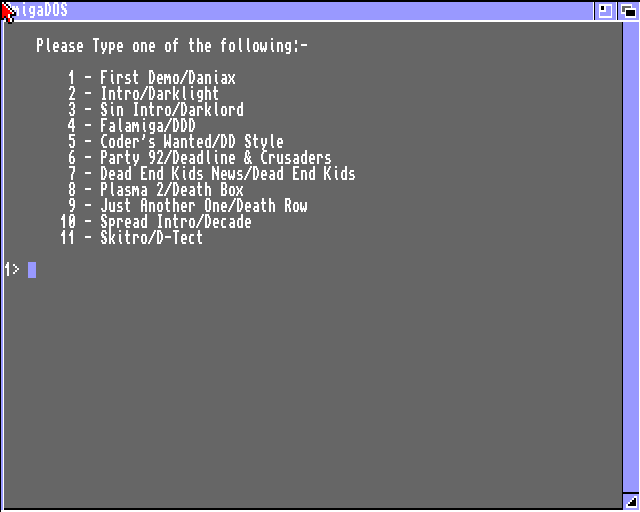 migaDOS
Please Type one of the following:-
1 - First Demo/Daniax
2 - Intro/Darklight
3 - Sin Intro/Darklord
4 - Falamiga/DDD
5 - Coder's Wanted/DD Style
6 - Party 92/Deadline & Crusaders
7 - Dead End Kids News/Dead End Kids
8 - Plasma 2/Death Box
9 - Just Another One/Death Row
10 - Spread Intro/Decade
11 - Skitro/D-Tect
1>